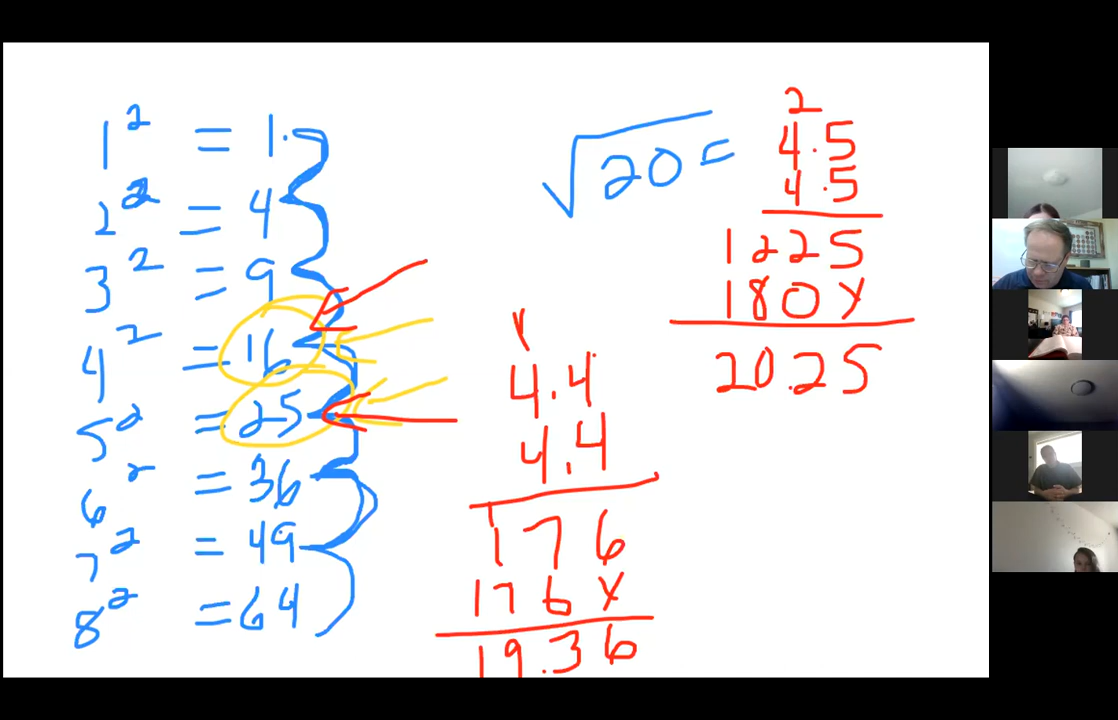 1² = 1
2² = 4
3² = 9
4² = 16
5² = 25
6² = 36
7² = 49
8² = 64
√20 =
2
4.5
4.5
1225
180x
20.25
1
4.4
4.4
176
176x
19.36